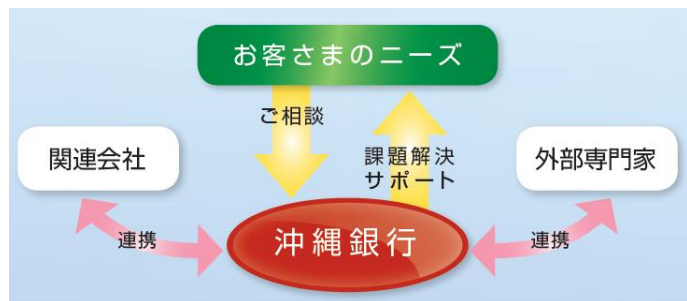 お客さまのニーズ
ご相談
関連会社
課題解決
サポート
外部専門家
連携
沖縄銀行
連携